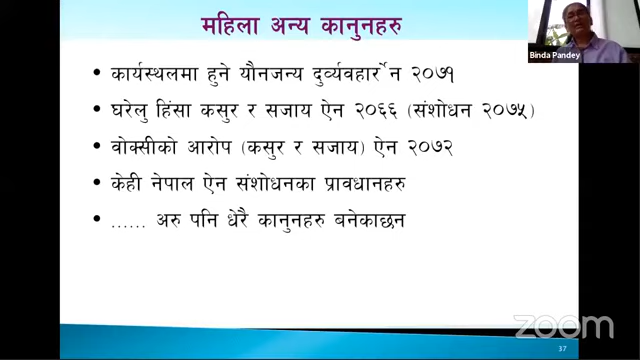 महिला अन्य कानुनहरु
Binda Pandey
• कार्यस्थलमा हुने यौनजन्य दुर्व्यवहार ऐन २०७१
• घरेलु हिंसा कसुर र सजाय ऐन २०६६ (संशोधन २०७५)
• वोक्सीको आरोप (कसुर र सजाय) ऐन २०७२
• केही नेपाल ऐन संशोधनका प्रावधानहरु
• ...... अरु पनि धेरै कानुनहरु बनेकाछन
zoom
37